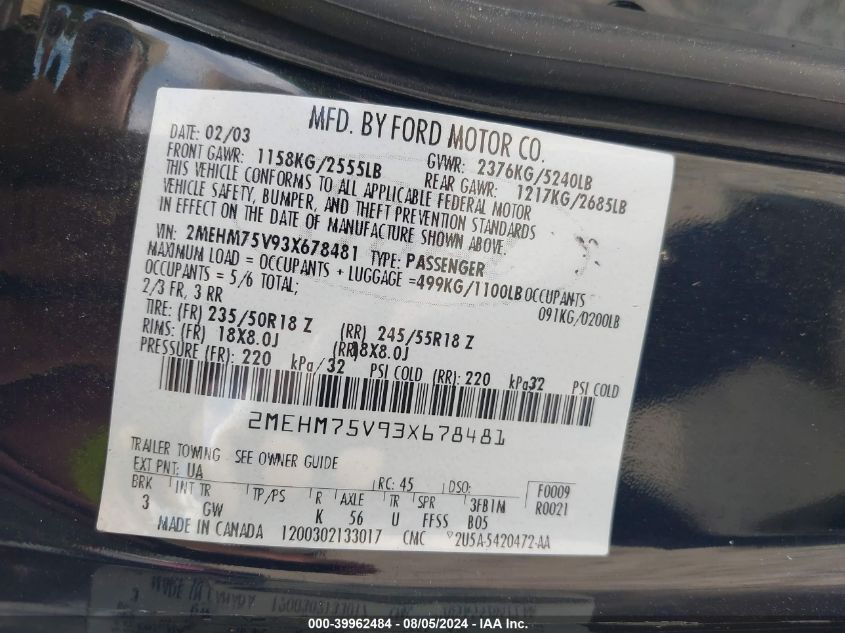 MFD. BY FORD MOTOR CO.
DATE: 02/03 GVWR: 2376KG/5240LB
FRONT GAWR: 1158KG/2555LB REAR GAWR: 1217KG/2685LB
THIS VEHICLE CONFORMS TO ALL APPLICABLE FEDERAL MOTOR
VEHICLE SAFETY, BUMPER, AND THEFT PREVENTION STANDARDS
IN EFFECT ON THE DATE OF MANUFACTURE SHOWN ABOVE.
VIN: 2MEHM75V93X678481 TYPE: PASSENGER
MAXIMUM LOAD = OCCUPANTS + LUGGAGE =499KG/1100LB OCCUPANTS
OCCUPANTS = 5/6 TOTAL; 091KG/0200LB
2/3 FR, 3 RR
TIRE: (FR) 235/50R18 Z (RR) 245/55R18 Z
RIMS: (FR) 18X8.0J (RR)18X8.0J
PRESSURE (FR): 220 kPa/32 PSI COLD (RR): 220 kPa32 PSI COLD
2MEHM75V93X678481
TRAILER TOWING SEE OWNER GUIDE
EXT PNT: UA RC: 45 DSO: F0009
BRK INT TR TP/PS R AXLE TR SPR 3FB1M R0021
3 GW K 56 U FFSS B05
MADE IN CANADA 1200302133017 CMC 2U5A-5420472-AA
000-39962484 - 08/05/2024 - IAA Inc.